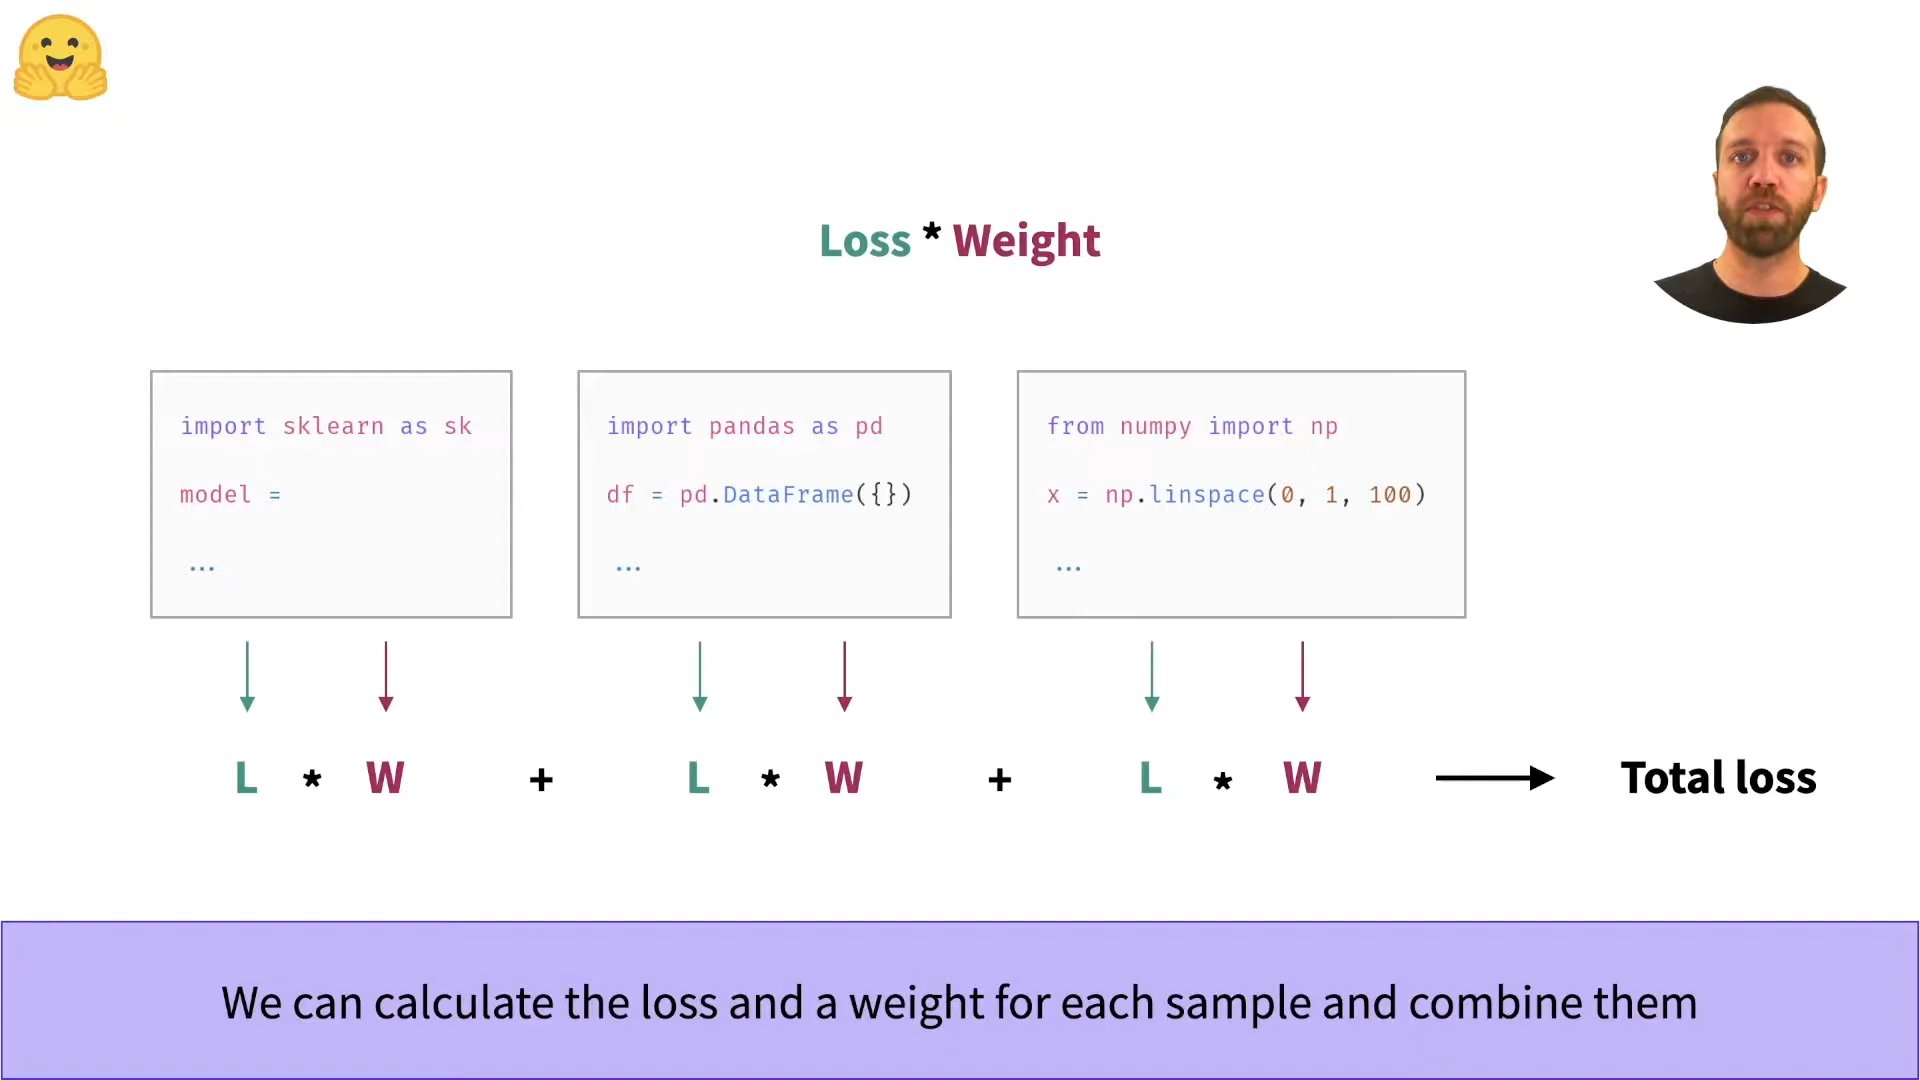 Loss * Weight
import sklearn as sk
model =
...
import pandas as pd
df = pd.DataFrame({})
...
from numpy import np
x = np.linspace(0, 1, 100)
...
L * W + L * W + L * W Total loss
We can calculate the loss and a weight for each sample and combine them